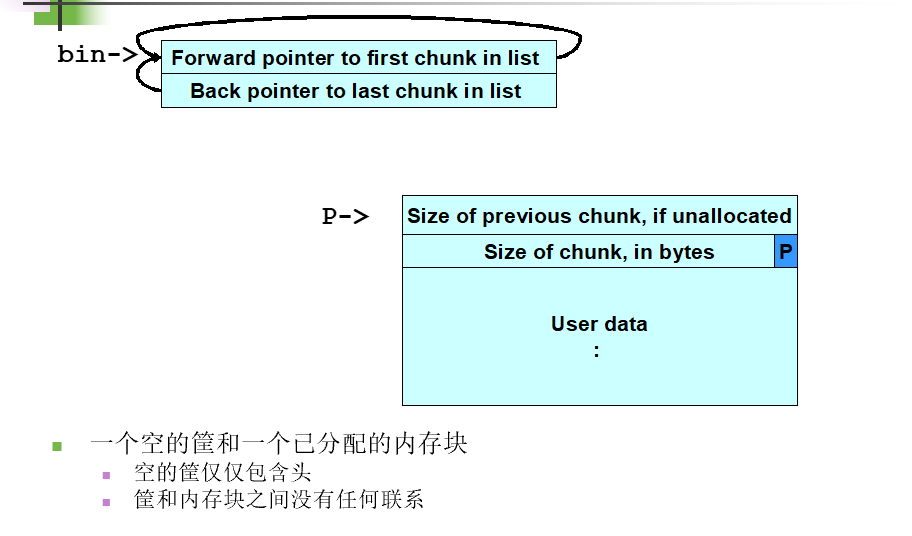 bin->
Forward pointer to first chunk in list
Back pointer to last chunk in list
P->
Size of previous chunk, if unallocated
Size of chunk, in bytes P
User data
:
一个空的筐和一个已分配的内存块
空的筐仅仅包含头
筐和内存块之间没有任何联系